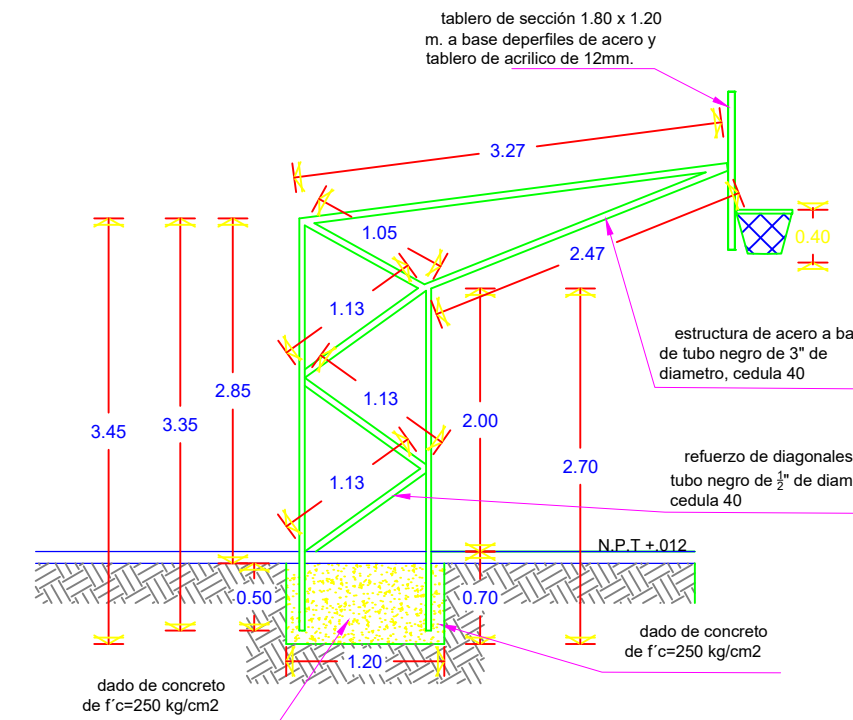 tablero de sección 1.80 x 1.20
m. a base deperfiles de acero y
tablero de acrilico de 12mm.
3.27
1.05
2.47
0.40
1.13
estructura de acero a ba
de tubo negro de 3" de
diametro, cedula 40
2.85
1.13
3.45
3.35
2.00
2.70
refuerzo de diagonales
tubo negro de ½" de diam
cedula 40
1.13
N.P.T +.012
0.50
0.70
dado de concreto
de f´c=250 kg/cm2
1.20
dado de concreto
de f´c=250 kg/cm2